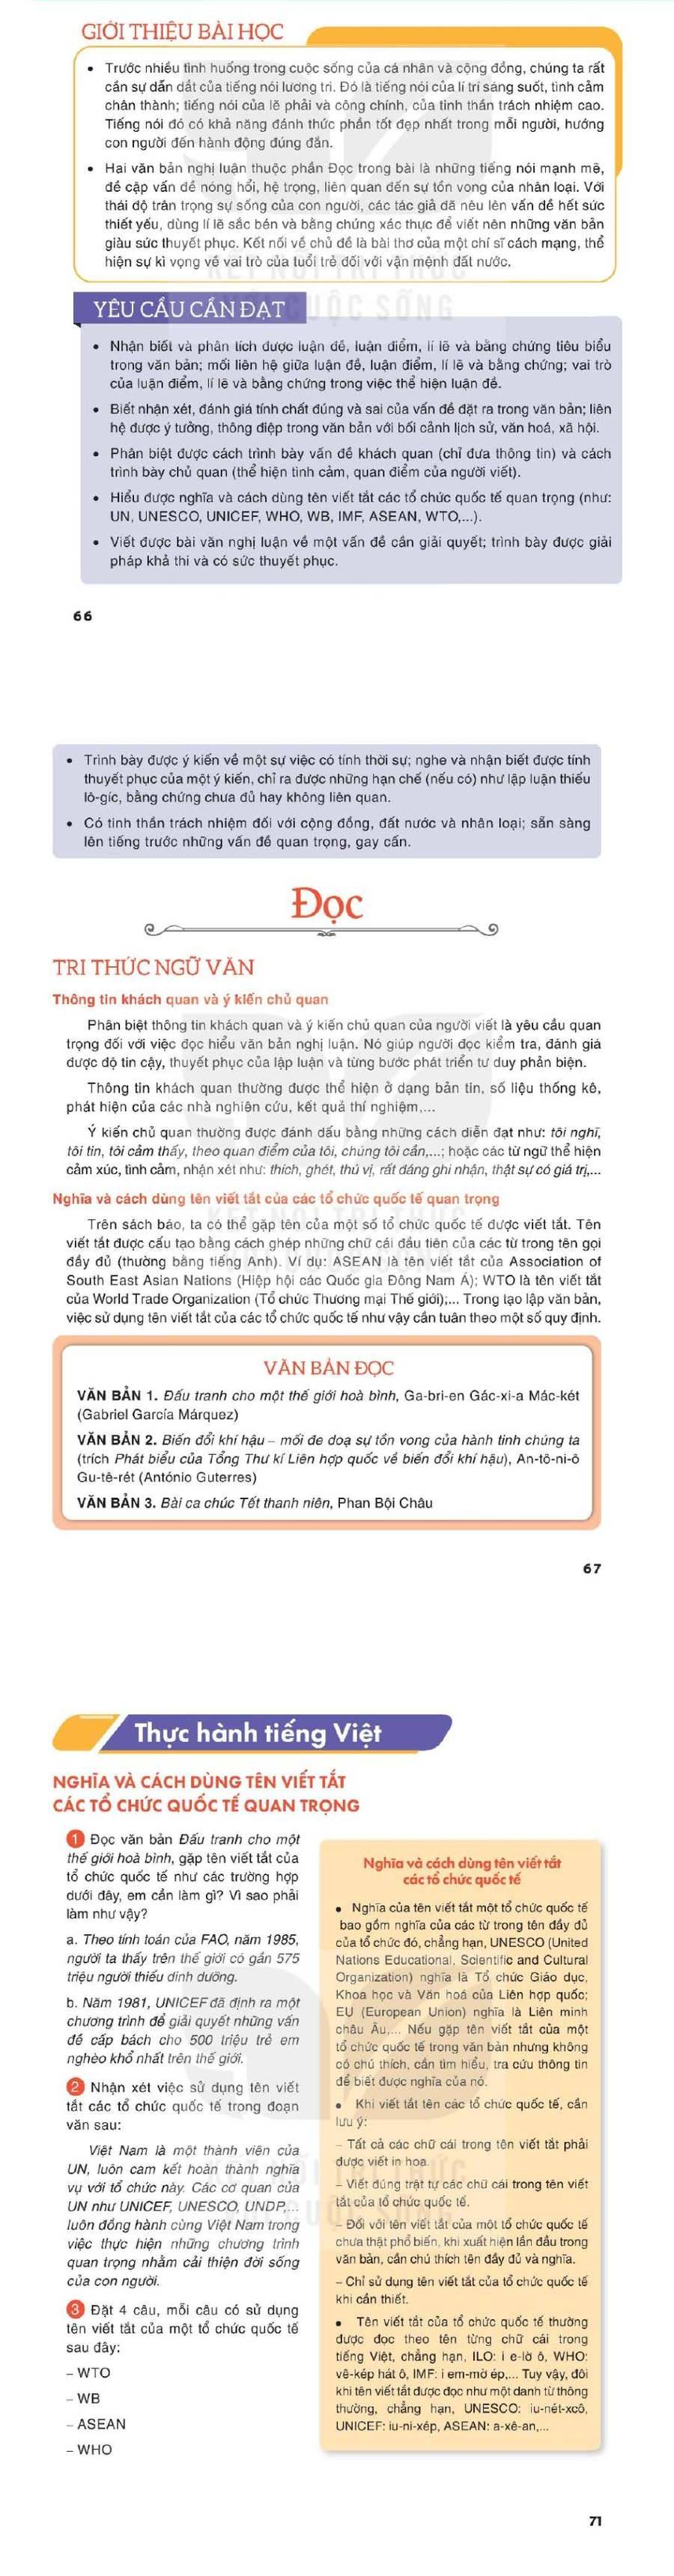 GIỚI THIỆU BÀI HỌC
• Trước nhiều tình huống trong cuộc sống của cá nhân và cộng đồng, chúng ta rất
cần sự dẫn dắt của tiếng nói lương tri. Đó là tiếng nói của lí trí sáng suốt, tình cảm
chân thành; tiếng nói của lẽ phải và công chính, của tinh thần trách nhiệm cao.
Tiếng nói đó có khả năng đánh thức phần tốt đẹp nhất trong mỗi người, hướng
con người đến hành động đúng đắn.
• Hai văn bản nghị luận thuộc phần Đọc trong bài là những tiếng nói mạnh mẽ,
đề cập vấn đề nóng hổi, hệ trọng, liên quan đến sự tồn vong của nhân loại. Với
thái độ trân trọng sự sống của con người, các tác giả đã nêu lên vấn đề hết sức
thiết yếu, dùng lí lẽ sắc bén và bằng chứng xác thực để viết nên những văn bản
giàu sức thuyết phục. Kết nối về chủ đề là bài thơ của một chí sĩ cách mạng, thể
hiện sự kì vọng về vai trò của tuổi trẻ đối với vận mệnh đất nước.
KẾT NỐI TRI THỨC
VỚI CUỘC SỐNG
YÊU CẦU CẦN ĐẠT
• Nhận biết và phân tích được luận đề, luận điểm, lí lẽ và bằng chứng tiêu biểu
trong văn bản; mối liên hệ giữa luận đề, luận điểm, lí lẽ và bằng chứng; vai trò
của luận điểm, lí lẽ và bằng chứng trong việc thể hiện luận đề.
• Biết nhận xét, đánh giá tính chất đúng và sai của vấn đề đặt ra trong văn bản; liên
hệ được ý tưởng, thông điệp trong văn bản với bối cảnh lịch sử, văn hoá, xã hội.
• Phân biệt được cách trình bày vấn đề khách quan (chỉ đưa thông tin) và cách
trình bày chủ quan (thể hiện tình cảm, quan điểm của người viết).
• Hiểu được nghĩa và cách dùng tên viết tắt các tổ chức quốc tế quan trọng (như:
UN, UNESCO, UNICEF, WHO, WB, IMF, ASEAN, WTO,...).
• Viết được bài văn nghị luận về một vấn đề cần giải quyết; trình bày được giải
pháp khả thi và có sức thuyết phục.
66
• Trình bày được ý kiến về một sự việc có tính thời sự; nghe và nhận biết được tính
thuyết phục của một ý kiến, chỉ ra được những hạn chế (nếu có) như lập luận thiếu
lô-gíc, bằng chứng chưa đủ hay không liên quan.
• Có tinh thần trách nhiệm đối với cộng đồng, đất nước và nhân loại; sẵn sàng
lên tiếng trước những vấn đề quan trọng, gay cấn.
Đọc
TRI THỨC NGỮ VĂN
Thông tin khách quan và ý kiến chủ quan
Phân biệt thông tin khách quan và ý kiến chủ quan của người viết là yêu cầu quan
trọng đối với việc đọc hiểu văn bản nghị luận. Nó giúp người đọc kiểm tra, đánh giá
được độ tin cậy, thuyết phục của lập luận và từng bước phát triển tư duy phản biện.
Thông tin khách quan thường được thể hiện ở dạng bản tin, số liệu thống kê,
phát hiện của các nhà nghiên cứu, kết quả thí nghiệm,...
Ý kiến chủ quan thường được đánh dấu bằng những cách diễn đạt như: tôi nghĩ,
tôi tin, tôi cảm thấy, theo quan điểm của tôi, chúng tôi cần,...; hoặc các từ ngữ thể hiện
cảm xúc, tình cảm, nhận xét như: thích, ghét, thú vị, rất đáng ghi nhận, thật sự có giá trị,...
Nghĩa và cách dùng tên viết tắt của các tổ chức quốc tế quan trọng
KẾT NỐI TRI THỨC
VỚI CUỘC SỐNG
Trên sách báo, ta có thể gặp tên của một số tổ chức quốc tế được viết tắt. Tên
viết tắt được cấu tạo bằng cách ghép những chữ cái đầu tiên của các từ trong tên gọi
đầy đủ (thường bằng tiếng Anh). Ví dụ: ASEAN là tên viết tắt của Association of
South East Asian Nations (Hiệp hội các Quốc gia Đông Nam Á); WTO là tên viết tắt
của World Trade Organization (Tổ chức Thương mại Thế giới);... Trong tạo lập văn bản,
việc sử dụng tên viết tắt của các tổ chức quốc tế như vậy cần tuân theo một số quy định.
VĂN BẢN ĐỌC
VĂN BẢN 1. Đấu tranh cho một thế giới hoà bình, Ga-bri-en Gác-xi-a Mác-két
(Gabriel García Márquez)
VĂN BẢN 2. Biến đổi khí hậu – mối đe doạ sự tồn vong của hành tinh chúng ta
(trích Phát biểu của Tổng Thư kí Liên hợp quốc về biến đổi khí hậu), An-tô-ni-ô
Gu-tê-rét (António Guterres)
VĂN BẢN 3. Bài ca chúc Tết thanh niên, Phan Bội Châu
67
Thực hành tiếng Việt
NGHĨA VÀ CÁCH DÙNG TÊN VIẾT TẮT
CÁC TỔ CHỨC QUỐC TẾ QUAN TRỌNG
1 Đọc văn bản Đấu tranh cho một
thế giới hoà bình, gặp tên viết tắt của
tổ chức quốc tế như các trường hợp
dưới đây, em cần làm gì? Vì sao phải
làm như vậy?
a. Theo tính toán của FAO, năm 1985,
người ta thấy trên thế giới có gần 575
triệu người thiếu dinh dưỡng.
b. Năm 1981, UNICEF đã định ra một
chương trình để giải quyết những vấn
đề cấp bách cho 500 triệu trẻ em
nghèo khổ nhất trên thế giới.
2 Nhận xét việc sử dụng tên viết
tắt các tổ chức quốc tế trong đoạn
văn sau:
Việt Nam là một thành viên của
UN, luôn cam kết hoàn thành nghĩa
vụ với tổ chức này. Các cơ quan của
UN như UNICEF, UNESCO, UNDP,...
luôn đồng hành cùng Việt Nam trong
việc thực hiện những chương trình
quan trọng nhằm cải thiện đời sống
của con người.
3 Đặt 4 câu, mỗi câu có sử dụng
tên viết tắt của một tổ chức quốc tế
sau đây:
– WTO
– WB
– ASEAN
– WHO
Nghĩa và cách dùng tên viết tắt
các tổ chức quốc tế
• Nghĩa của tên viết tắt một tổ chức quốc tế
bao gồm nghĩa của các từ trong tên đầy đủ
của tổ chức đó, chẳng hạn, UNESCO (United
Nations Educational, Scientific and Cultural
Organization) nghĩa là Tổ chức Giáo dục,
Khoa học và Văn hoá của Liên hợp quốc;
EU (European Union) nghĩa là Liên minh
châu Âu,... Nếu gặp tên viết tắt của một
tổ chức quốc tế trong văn bản nhưng không
có chú thích, cần tìm hiểu, tra cứu thông tin
để biết được nghĩa của nó.
• Khi viết tắt tên các tổ chức quốc tế, cần
lưu ý:
– Tất cả các chữ cái trong tên viết tắt phải
được viết in hoa.
– Viết đúng trật tự các chữ cái trong tên viết
tắt của tổ chức quốc tế.
– Đối với tên viết tắt của một tổ chức quốc tế
chưa thật phổ biến, khi xuất hiện lần đầu trong
văn bản, cần chú thích tên đầy đủ và nghĩa.
– Chỉ sử dụng tên viết tắt của tổ chức quốc tế
khi cần thiết.
• Tên viết tắt của tổ chức quốc tế thường
được đọc theo tên từng chữ cái trong
tiếng Việt, chẳng hạn, ILO: i e-lờ ô, WHO:
vê-kép hát ô, IMF: i em-mờ ép,... Tuy vậy, đôi
khi tên viết tắt được đọc như một danh từ thông
thường, chẳng hạn, UNESCO: iu-nét-xcô,
UNICEF: iu-ni-xép, ASEAN: a-xê-an,...
KẾT NỐI TRI THỨC
VỚI CUỘC SỐNG
71